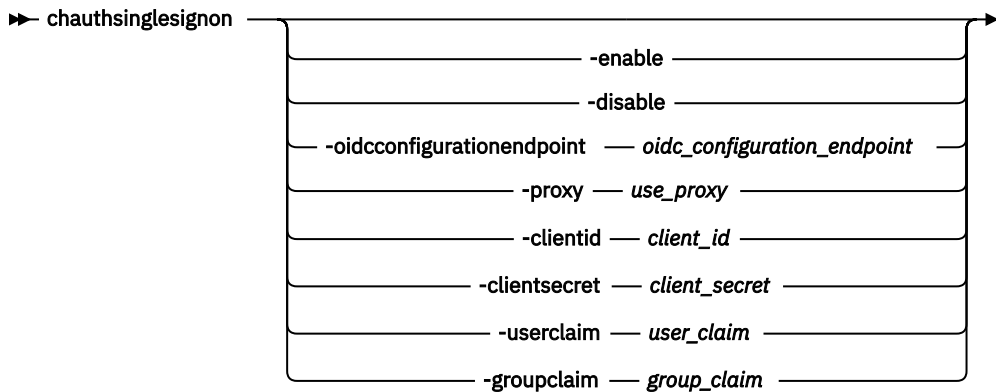 chauthsinglesignon
-enable
-disable
-oidcconfigurationendpoint oidc_configuration_endpoint
-proxy use_proxy
-clientid client_id
-clientsecret client_secret
-userclaim user_claim
-groupclaim group_claim